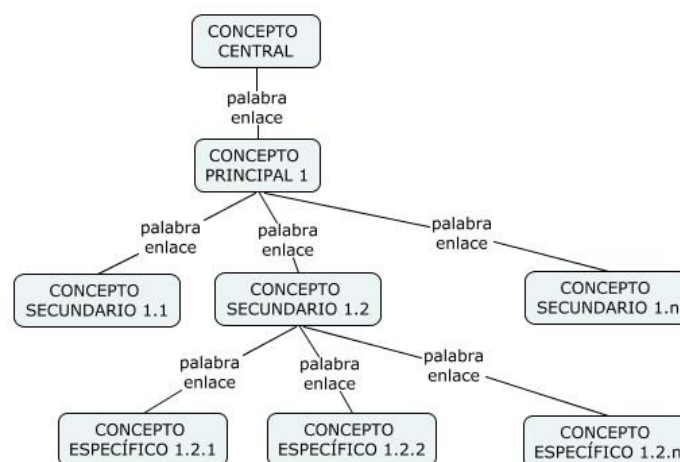 CONCEPTO
CENTRAL
palabra
enlace
CONCEPTO
PRINCIPAL 1
palabra
enlace
palabra
enlace
palabra
enlace
CONCEPTO
SECUNDARIO 1.1
CONCEPTO
SECUNDARIO 1.2
CONCEPTO
SECUNDARIO 1.n
palabra
enlace
palabra
enlace
palabra
enlace
CONCEPTO
ESPECÍFICO 1.2.1
CONCEPTO
ESPECÍFICO 1.2.2
CONCEPTO
ESPECÍFICO 1.2.n